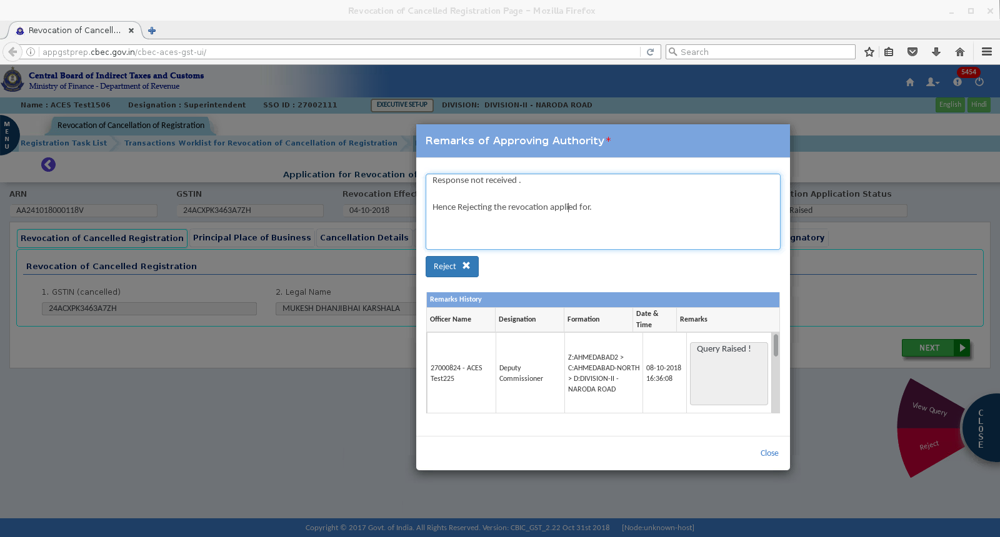 Revocation of Cancelled Registration Page – Mozilla Firefox
Revocation of Cancell...
appgstprep.cbec.gov.in/cbec-aces-gst-ui/
Search
Central Board of Indirect Taxes and Customs
Ministry of Finance - Department of Revenue
5454
Name : ACES Test1506
Designation : Superintendent
SSO ID : 27002111
EXECUTIVE SET-UP
DIVISION: DIVISION-II - NARODA ROAD
English
Hindi
MENU
Revocation of Cancellation of Registration
Registration Task List
Transactions Worklist for Revocation of Cancellation of Registration
Application for Revocation of
ARN
GSTIN
Revocation Effec
tion Application Status
AA241018000118V
24ACXPK3463A7ZH
04-10-2018
Raised
Revocation of Cancelled Registration
Principal Place of Business
Cancellation Details
gnatory
Revocation of Cancelled Registration
1. GSTIN (cancelled)
2. Legal Name
24ACXPK3463A7ZH
MUKESH DHANJIBHAI KARSHALA
NEXT
View Query
Reject
CLOSE
Remarks of Approving Authority*
Response not received .
Hence Rejecting the revocation applied for.
Reject
Remarks History
Officer Name
Designation
Formation
Date &
Time
Remarks
27000824 - ACES
Test225
Deputy
Commissioner
Z:AHMEDABAD2 >
C:AHMEDABAD-NORTH
> D:DIVISION-II -
NARODA ROAD
08-10-2018
16:36:08
Query Raised !
Close
Copyright © 2017 Govt. of India. All Rights Reserved. Version: CBIC_GST_2.22 Oct 31st 2018 [Node:unknown-host]